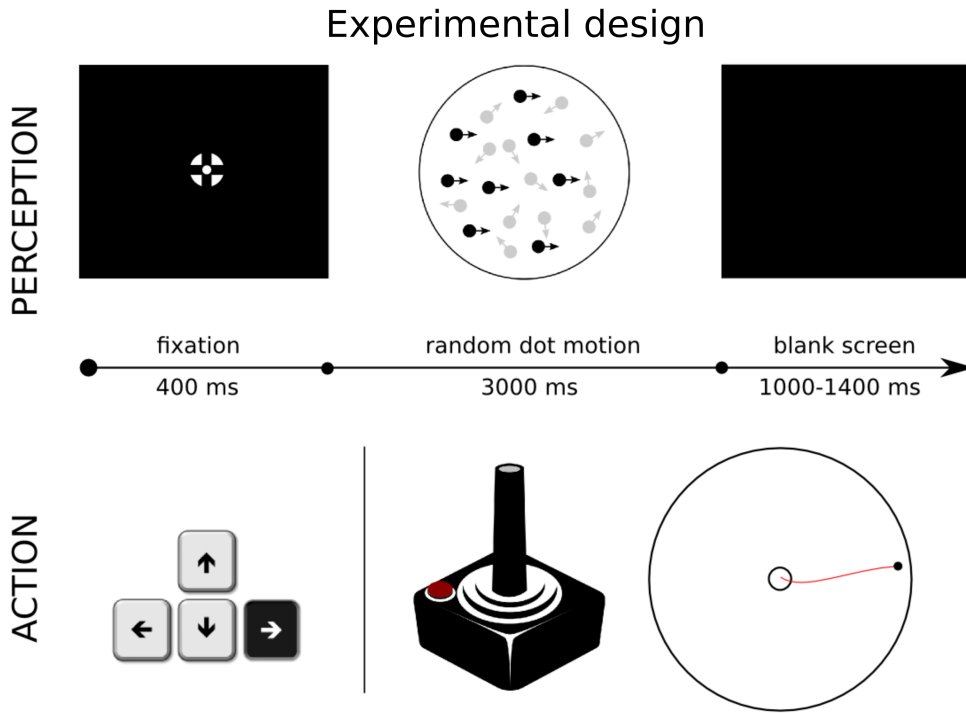 Experimental design
PERCEPTION
fixation
random dot motion
blank screen
400 ms
3000 ms
1000-1400 ms
ACTION